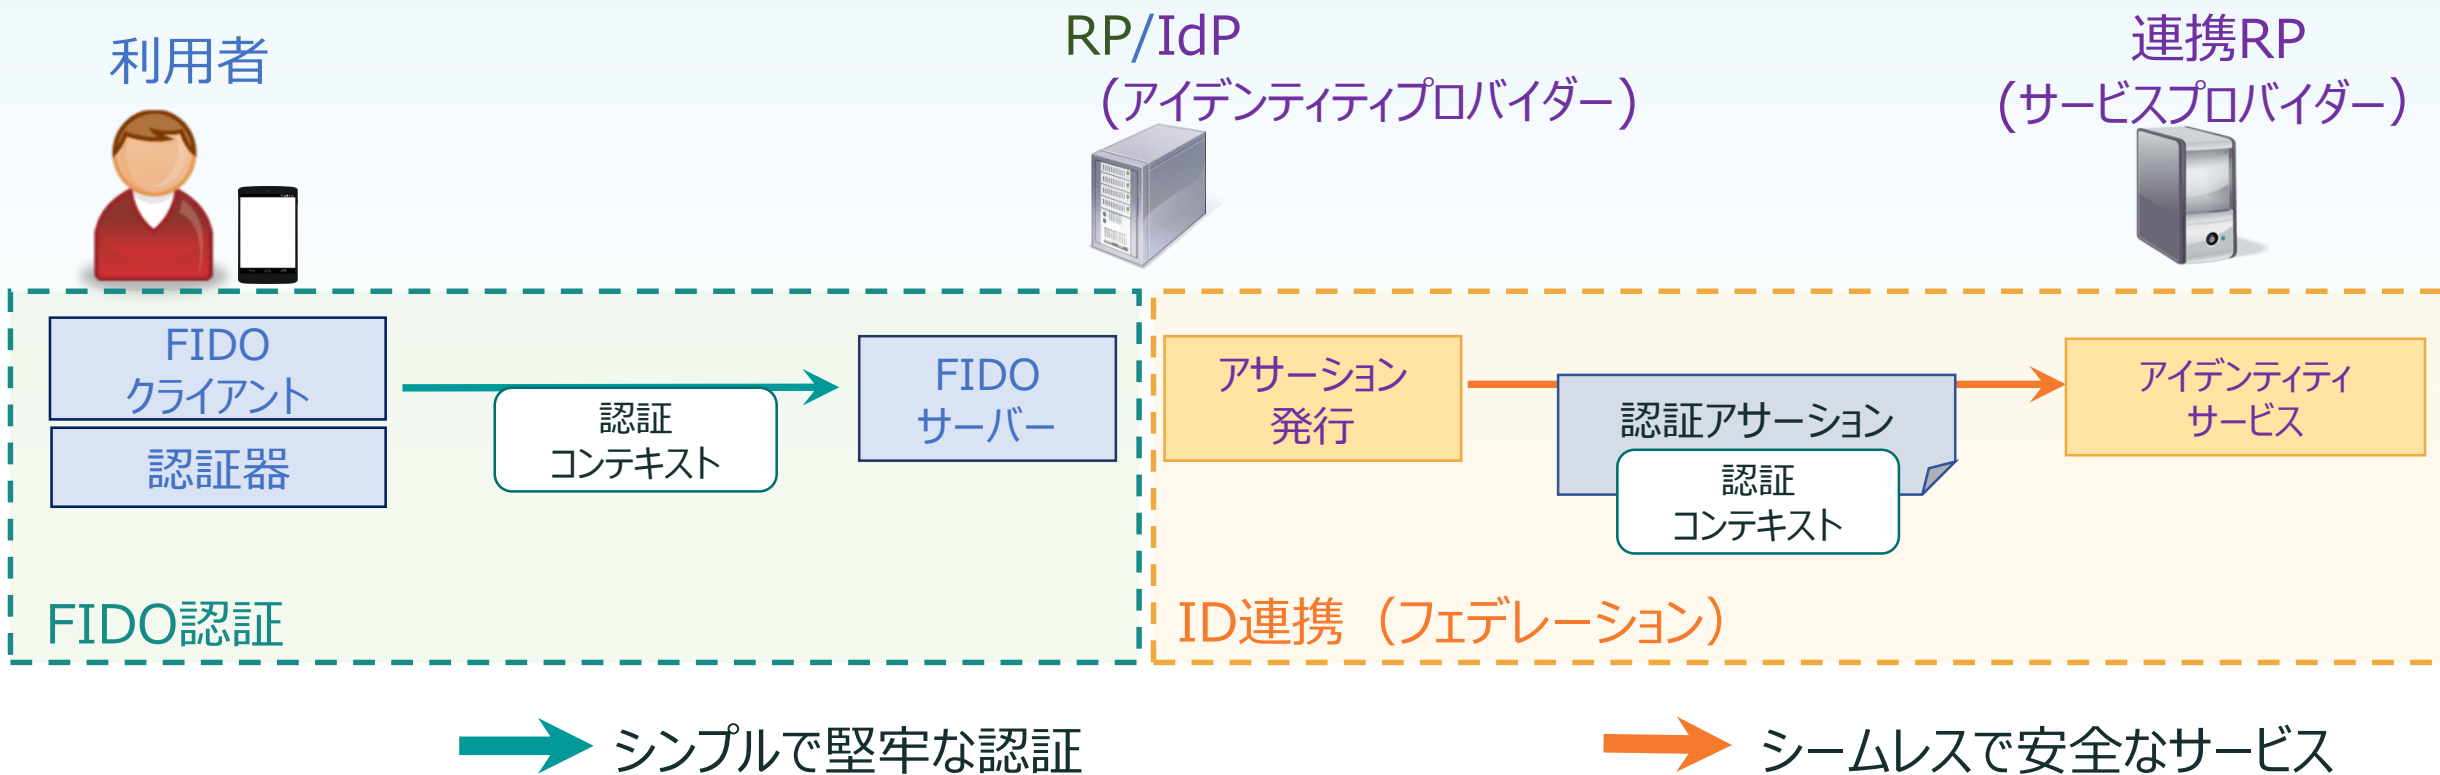 利用者
RP/IdP
(アイデンティティプロバイダー)
連携RP
(サービスプロバイダー)
FIDO
クライアント
認証器
認証
コンテキスト
FIDO
サーバー
FIDO認証
アサーション
発行
認証アサーション
認証
コンテキスト
アイデンティティ
サービス
ID連携（フェデレーション）
シンプルで堅牢な認証
シームレスで安全なサービス